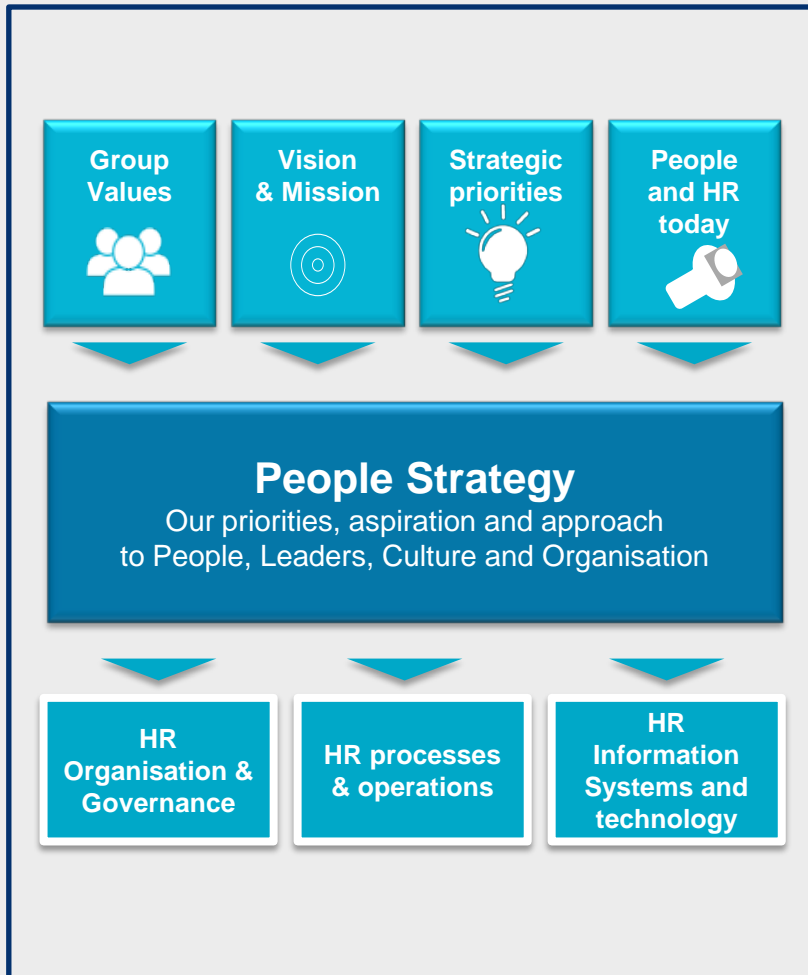 Group
Values
Vision
& Mission
Strategic
priorities
People
and HR
today
People Strategy
Our priorities, aspiration and approach
to People, Leaders, Culture and Organisation
HR
Organisation &
Governance
HR processes
& operations
HR
Information
Systems and
technology